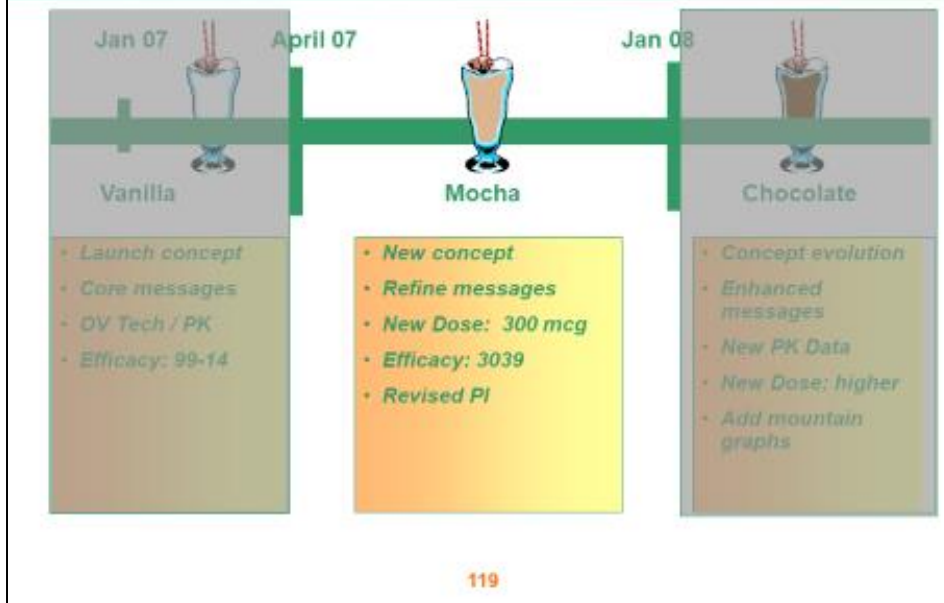 Jan 07
April 07
Jan 08
Vanilla
Mocha
Chocolate
• Launch concept
• Core messages
• OV Tech / PK
• Efficacy: 99-14
• New concept
• Refine messages
• New Dose: 300 mcg
• Efficacy: 3039
• Revised PI
• Concept evolution
• Enhanced
messages
• New PK Data
• New Dose: higher
• Add mountain
graphs
119